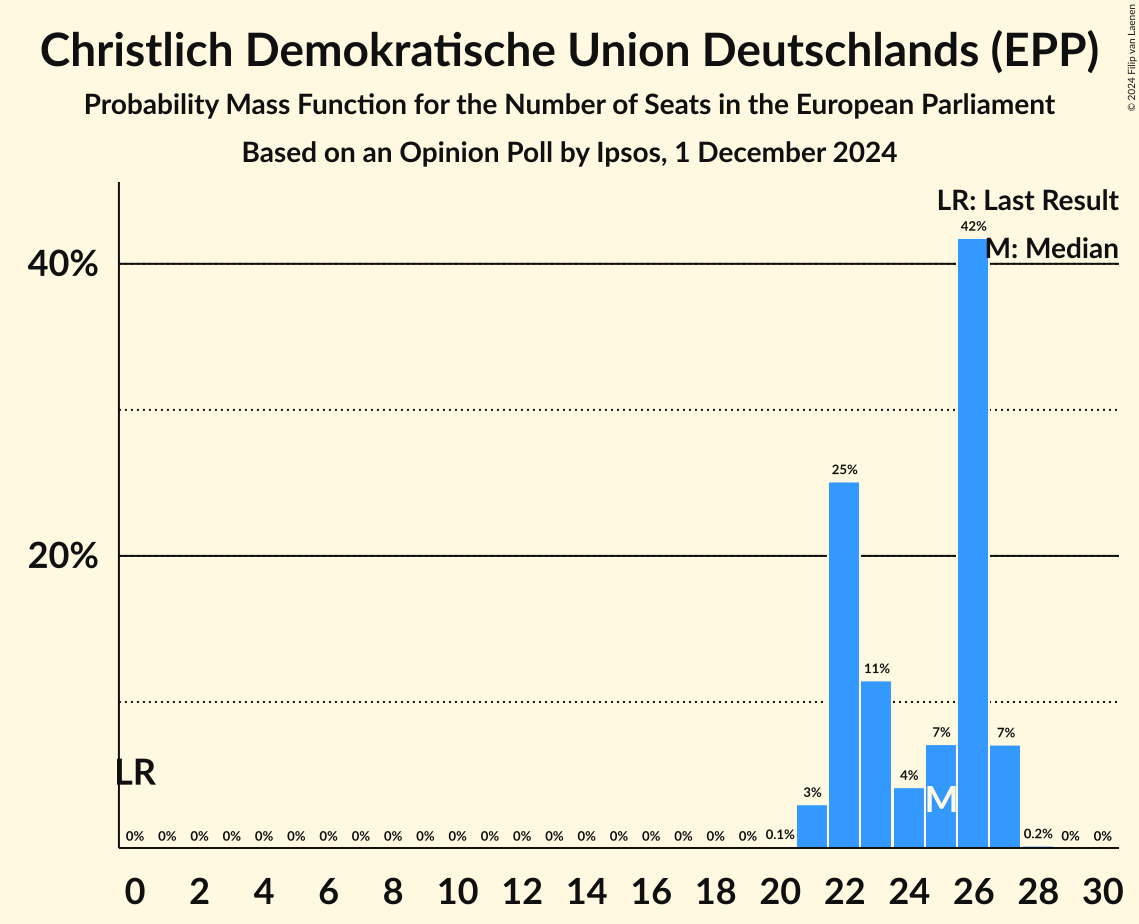 Christlich Demokratische Union Deutschlands (EPP)
Probability Mass Function for the Number of Seats in the European Parliament
Based on an Opinion Poll by Ipsos, 1 December 2024
© 2024 Filip van Laenen
LR: Last Result
M: Median
40%
20%
42%
25%
11%
7%
7%
4%
3%
LR
M
0% 0% 0% 0% 0% 0% 0% 0% 0% 0% 0% 0% 0% 0% 0% 0% 0% 0% 0% 0% 0.1% 0.2% 0% 0%
0 2 4 6 8 10 12 14 16 18 20 22 24 26 28 30